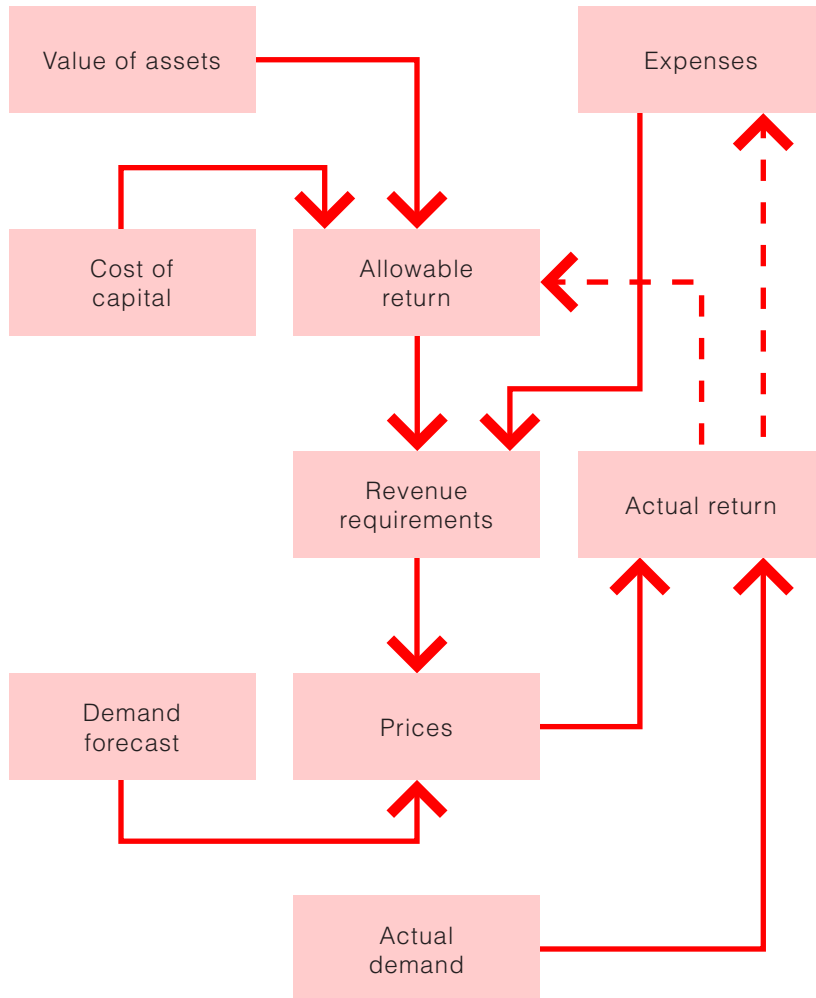 Value of assets
Expenses
Cost of
capital
Allowable
return
Revenue
requirements
Actual return
Demand
forecast
Prices
Actual
demand